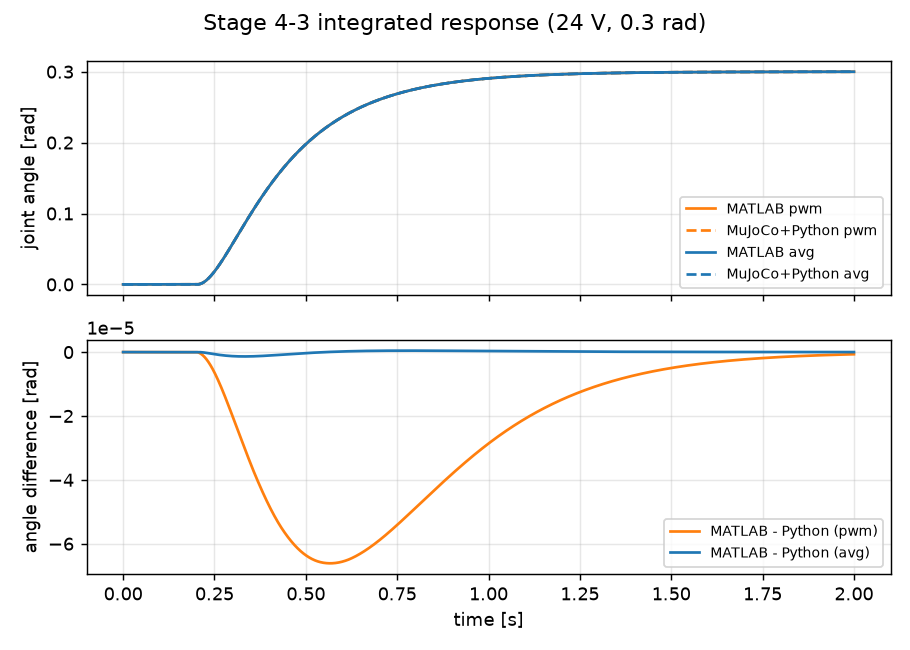 Stage 4-3 integrated response (24 V, 0.3 rad)
joint angle [rad]
0.3
0.2
0.1
0.0
MATLAB pwm
MuJoCo+Python pwm
MATLAB avg
MuJoCo+Python avg
1e−5
angle difference [rad]
0
−2
−4
−6
MATLAB - Python (pwm)
MATLAB - Python (avg)
0.00 0.25 0.50 0.75 1.00 1.25 1.50 1.75 2.00
time [s]